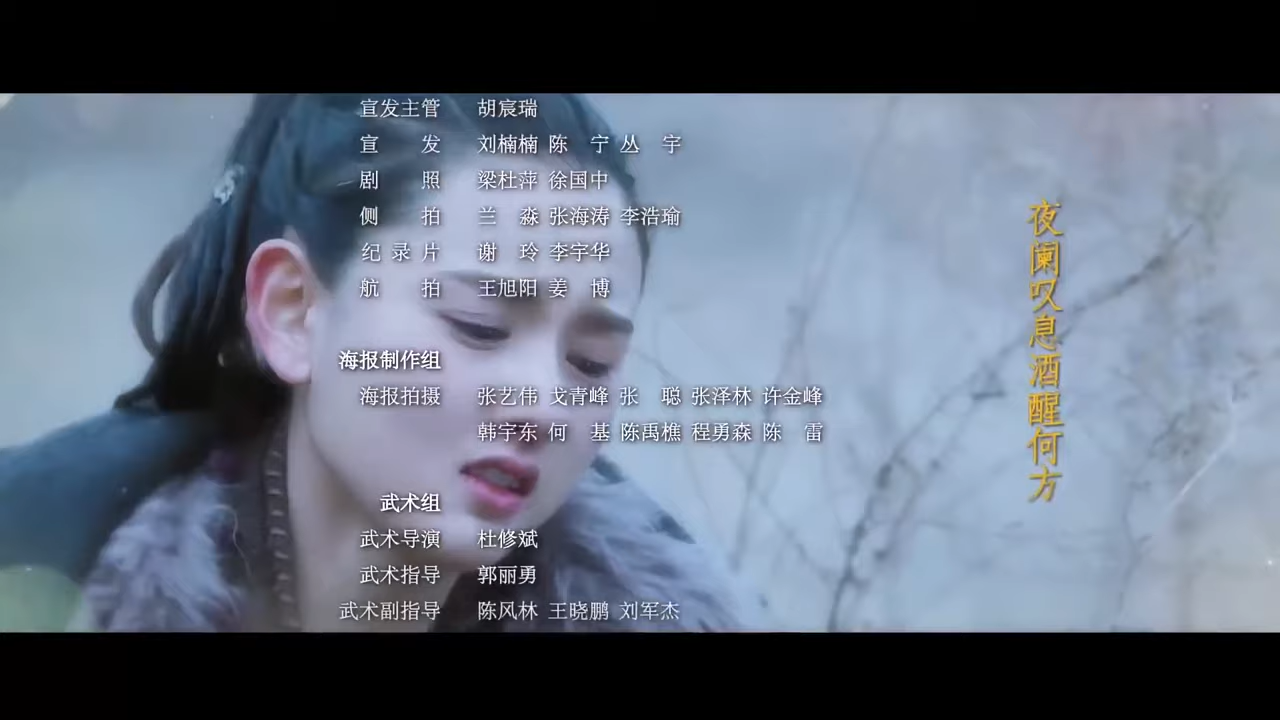 宣发主管 胡宸瑞
宣 发 刘楠楠 陈 宁 丛 宇
剧 照 梁杜萍 徐国中
侧 拍 兰 淼 张海涛 李浩瑜
纪 录 片 谢 玲 李宇华
航 拍 王旭阳 姜 博
海报制作组
海报拍摄 张艺伟 戈青峰 张 聪 张泽林 许金峰
韩宇东 何 基 陈禹樵 程勇森 陈 雷
武术组
武术导演 杜修斌
武术指导 郭丽勇
武术副指导 陈风林 王晓鹏 刘军杰
夜阑叹息酒醒何方